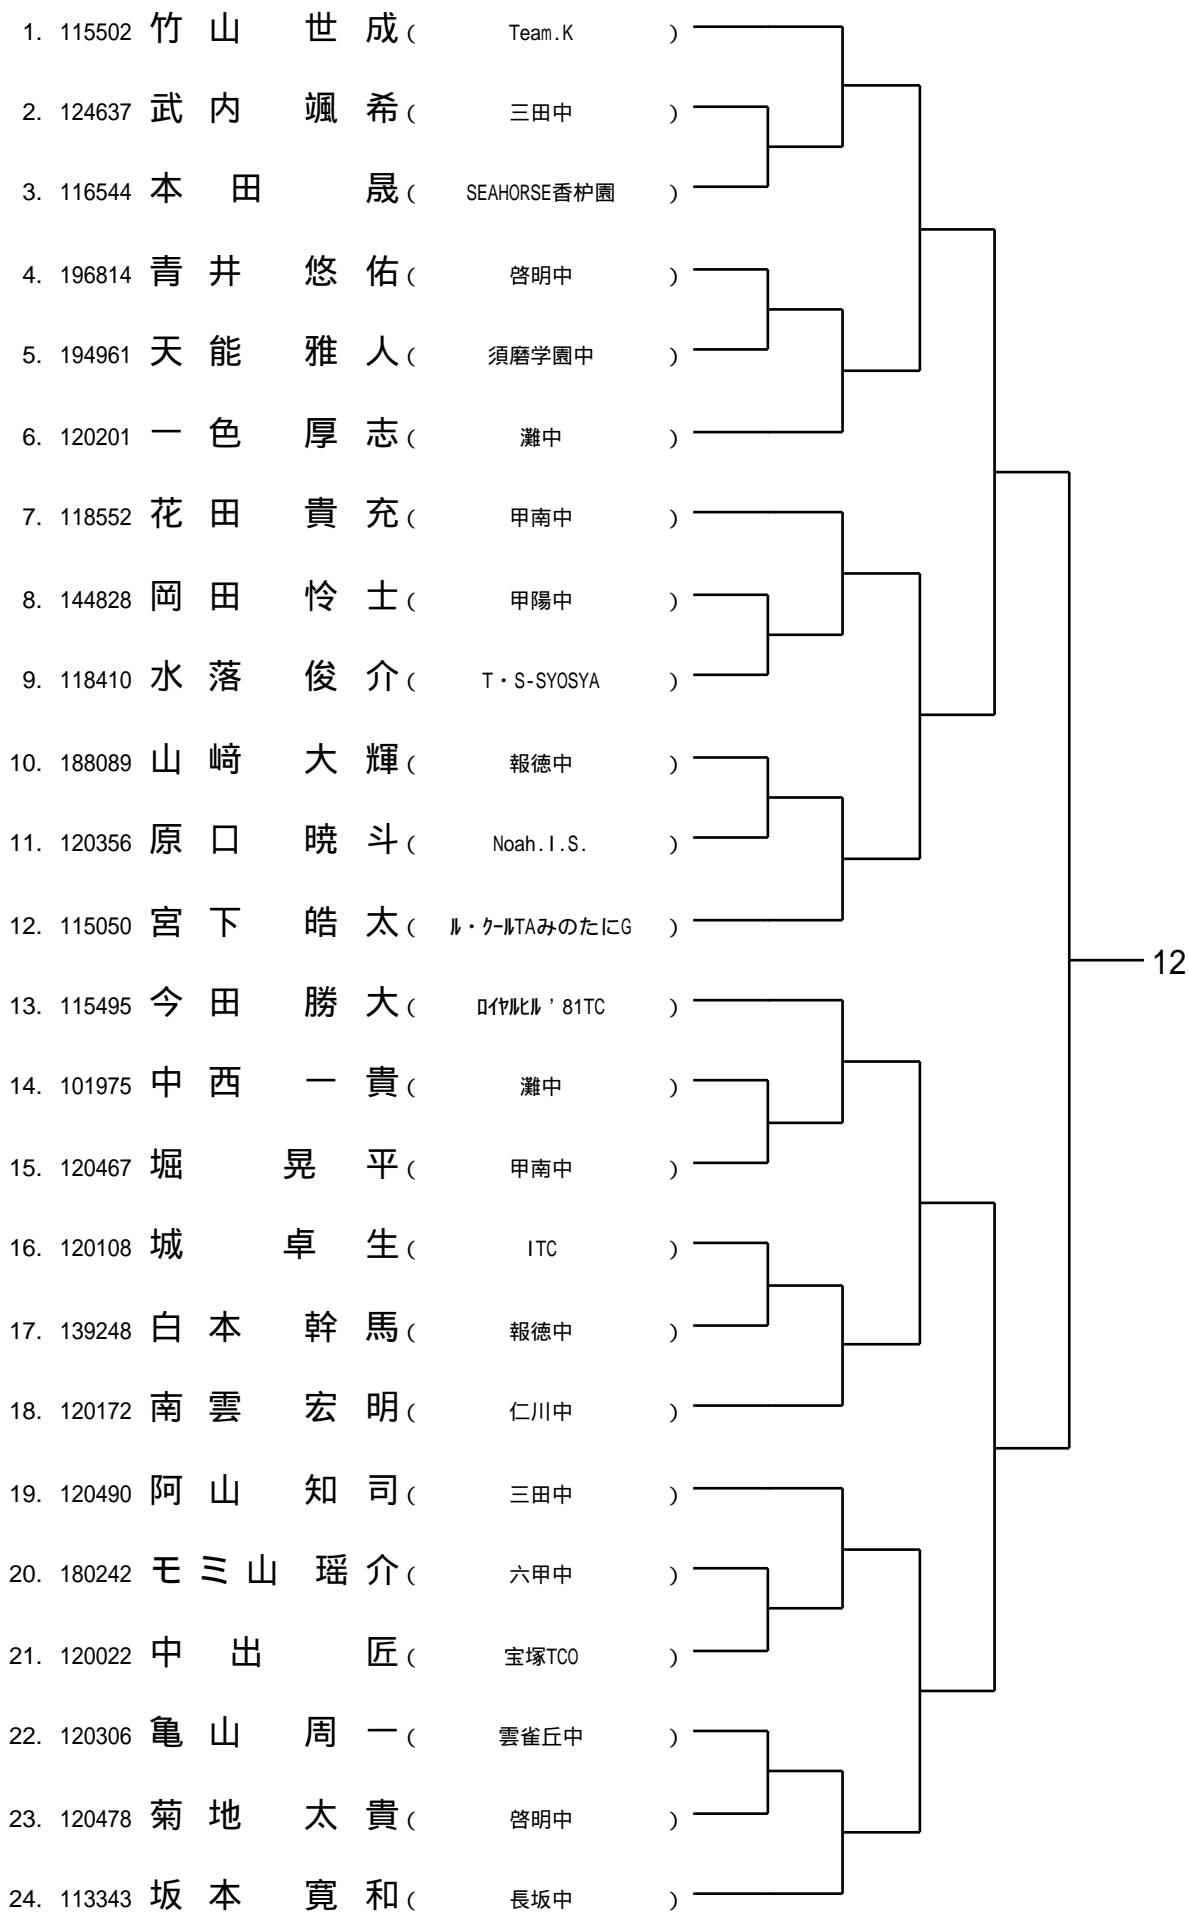 1. 115502 竹山 世成 ( Team.K )
2. 124637 武内 颯希 ( 三田中 )
3. 116544 本田 晟 ( SEAHORSE香枦園 )
4. 196814 青井 悠佑 ( 啓明中 )
5. 194961 天能 雅人 ( 須磨学園中 )
6. 120201 一色 厚志 ( 灘中 )
7. 118552 花田 貴充 ( 甲南中 )
8. 144828 岡田 怜士 ( 甲陽中 )
9. 118410 水落 俊介 ( T・S-SYOSYA )
10. 188089 山﨑 大輝 ( 報徳中 )
11. 120356 原口 暁斗 ( Noah.I.S. )
12. 115050 宮下 皓太 ( ﾙ・ｸｰﾙTAみのたにG )
12
13. 115495 今田 勝大 ( ﾛｲﾔﾙﾋﾙ'81TC )
14. 101975 中西 一貴 ( 灘中 )
15. 120467 堀 晃平 ( 甲南中 )
16. 120108 城 卓生 ( ITC )
17. 139248 白本 幹馬 ( 報徳中 )
18. 120172 南雲 宏明 ( 仁川中 )
19. 120490 阿山 知司 ( 三田中 )
20. 180242 モミ山 瑶介 ( 六甲中 )
21. 120022 中出 匠 ( 宝塚TCO )
22. 120306 亀山 周一 ( 雲雀丘中 )
23. 120478 菊地 太貴 ( 啓明中 )
24. 113343 坂本 寛和 ( 長坂中 )